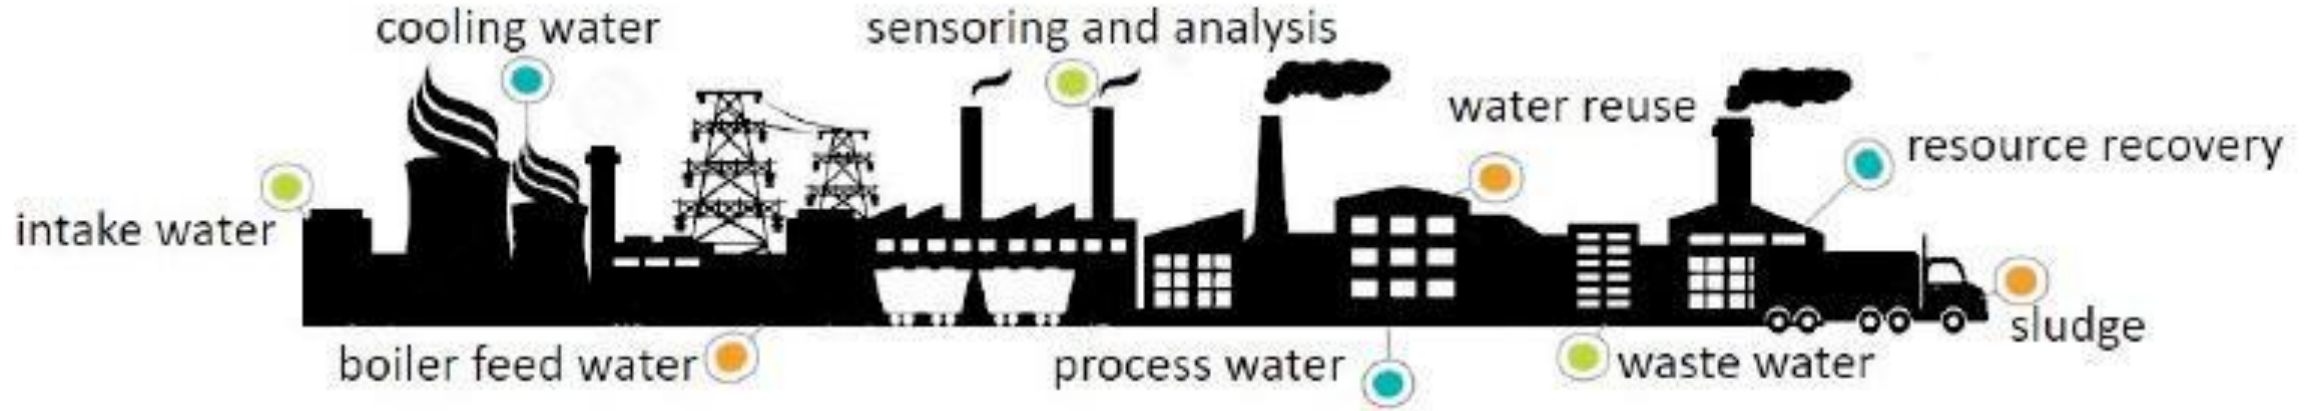 cooling water
sensoring and analysis
water reuse
resource recovery
intake water
sludge
boiler feed water
process water
waste water